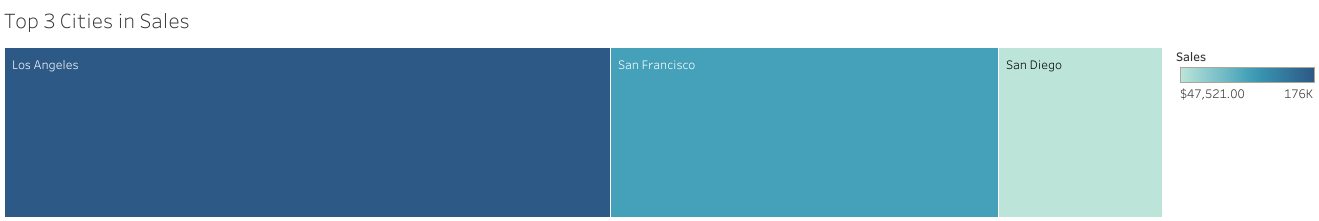 Top 3 Cities in Sales
Los Angeles
San Francisco
San Diego
Sales
$47,521.00 176K